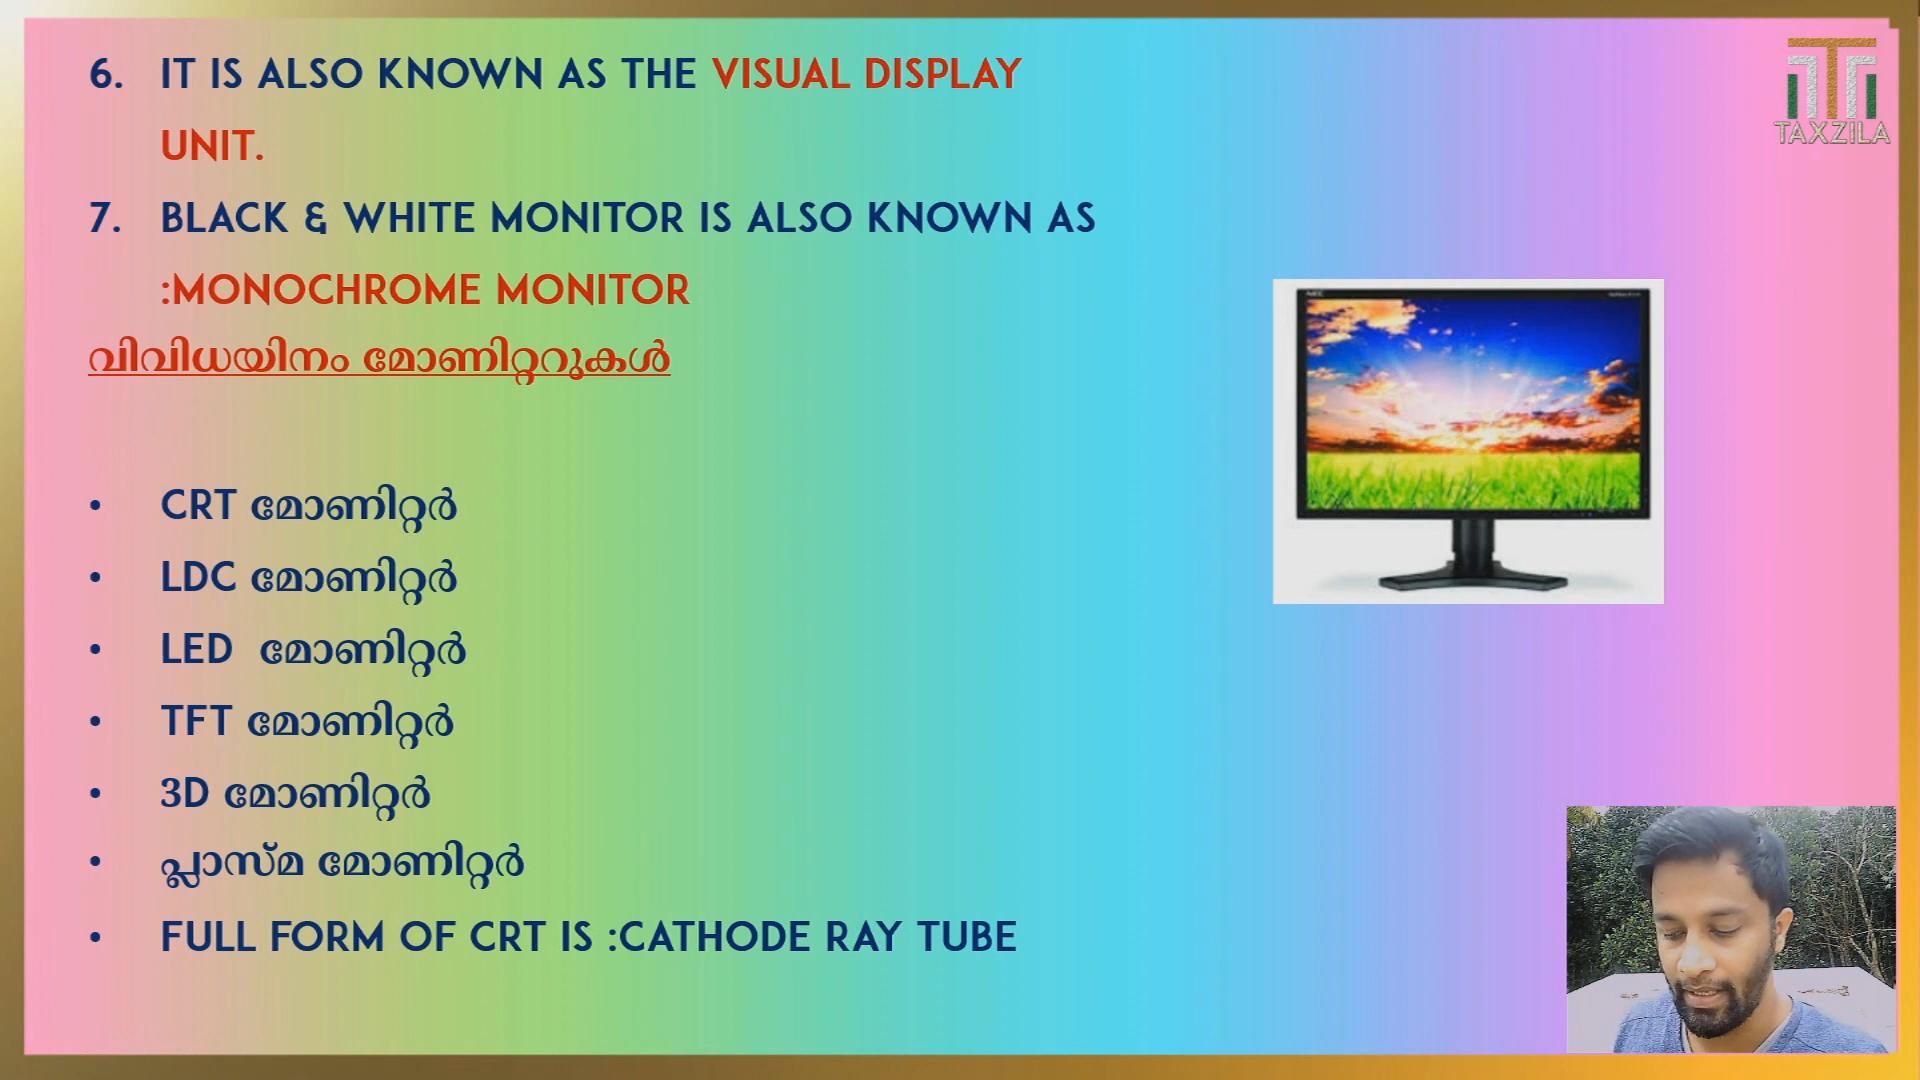 6. IT IS ALSO KNOWN AS THE VISUAL DISPLAY
UNIT.
7. BLACK & WHITE MONITOR IS ALSO KNOWN AS
:MONOCHROME MONITOR
വിവിധയിനം മോണിറ്ററുകൾ
• CRT മോണിറ്റർ
• LDC മോണിറ്റർ
• LED മോണിറ്റർ
• TFT മോണിറ്റർ
• 3D മോണിറ്റർ
• പ്ലാസ്മ മോണിറ്റർ
• FULL FORM OF CRT IS :CATHODE RAY TUBE
TAXZILA
NEC